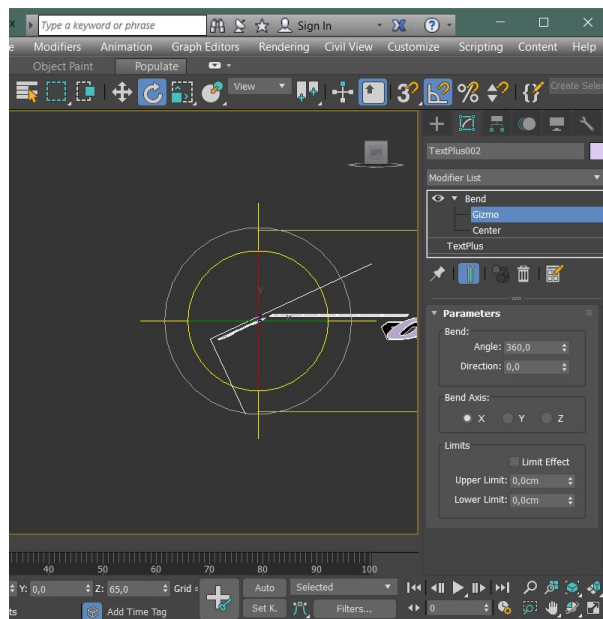 Type a keyword or phrase Sign In
Modifiers Animation Graph Editors Rendering Civil View Customize Scripting Content Help
Object Paint Populate
View Create Selec
TextPlus002
Modifier List
Bend
Gizmo
Center
TextPlus
Parameters
Bend:
Angle: 360,0
Direction: 0,0
Bend Axis:
X Y Z
Limits
Limit Effect
Upper Limit: 0,0cm
Lower Limit: 0,0cm
40 50 60 70 80 90 100
Y: 0,0 Z: 65,0 Grid = Auto Selected
0
ts Add Time Tag Set K. Filters...